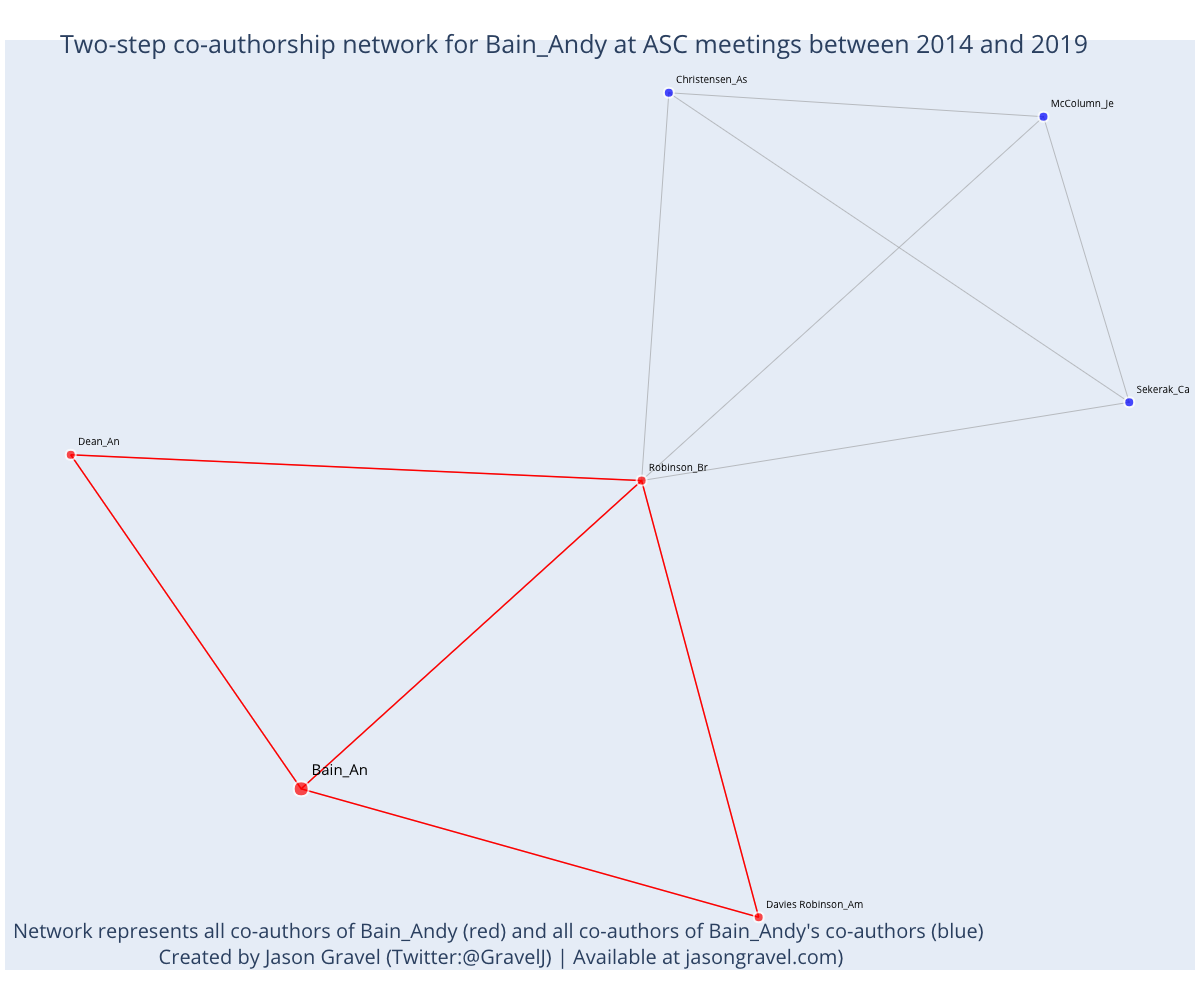 Two-step co-authorship network for Bain_Andy at ASC meetings between 2014 and 2019
Christensen_As
McColumn_Je
Sekerak_Ca
Dean_An
Robinson_Br
Bain_An
Davies Robinson_Am
Network represents all co-authors of Bain_Andy (red) and all co-authors of Bain_Andy's co-authors (blue)
Created by Jason Gravel (Twitter:@GravelJ) | Available at jasongravel.com)